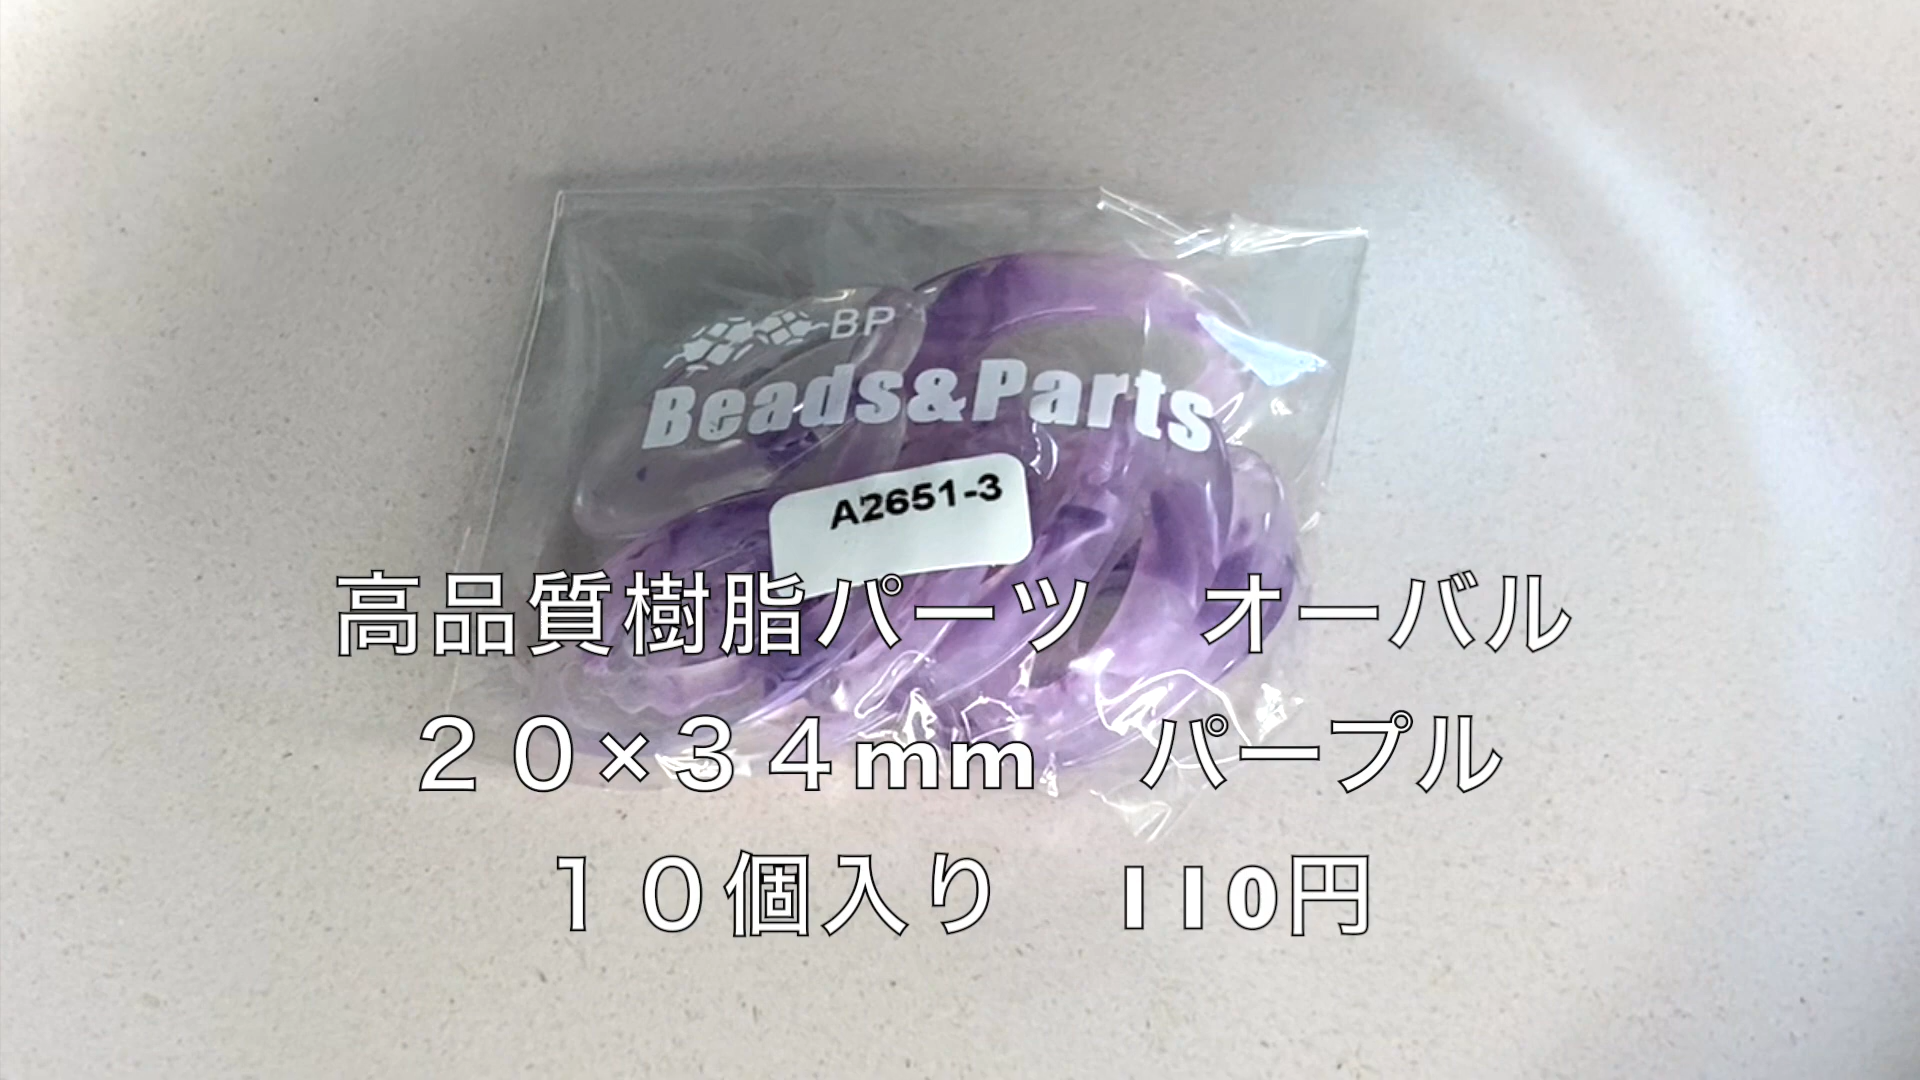 BP
Beads&Parts
A2651-3
高品質樹脂パーツ　オーバル
２０×３４mm　パープル
１０個入り　110円